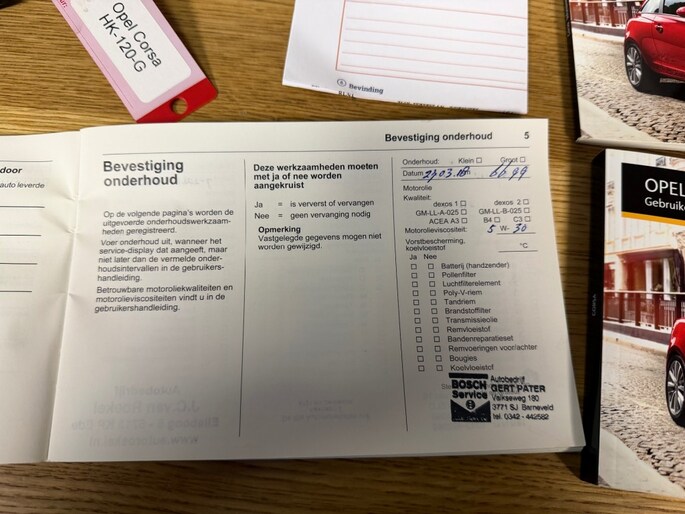 Opel Corsa
HK-120-G
Bevinding
Bevestiging onderhoud 5
door
auto leverde
Bevestiging
onderhoud
Op de volgende pagina's worden de
uitgevoerde onderhoudswerkzaam-
heden geregistreerd.
Voer onderhoud uit, wanneer het
service-display dat aangeeft, maar
niet later dan de vermelde onder-
houdsintervallen in de gebruikers-
handleiding.
Betrouwbare motoroliekwaliteiten en
motorolieviscositeiten vindt u in de
gebruikershandleiding.
Deze werkzaamheden moeten
met ja of nee worden
aangekruist
Ja = is ververst of vervangen
Nee = geen vervanging nodig
Opmerking
Vastgelegde gegevens mogen niet
worden gewijzigd.
Onderhoud: Klein ☐ Groot ☐
Datum
Motorolie
Kwaliteit:
dexos 1 ☐ dexos 2 ☐
GM-LL-A-025 ☐ GM-LL-B-025 ☐
ACEA A3 ☐ B4 ☐ C3 ☐
Motorolieviscositeit: 5 W- 30
Vorstbescherming,
koelvloeistof °C
Ja Nee
☐ ☐ Batterij (handzender)
☐ ☐ Pollenfilter
☐ ☐ Luchtfilterelement
☐ ☐ Poly-V-riem
☐ ☐ Tandriem
☐ ☐ Brandstoffilter
☐ ☐ Transmissieolie
☐ ☐ Remvloeistof
☐ ☐ Bandenreparatieset
☐ ☐ Remvoeringen voor/achter
☐ ☐ Bougies
☐ ☐ Koelvloeistof
BOSCH
Service
Autobedrijf
GERT PATER
Valkseweg 180
3771 SJ Barneveld
tel. 0342 - 442582
OPEL
Gebruike